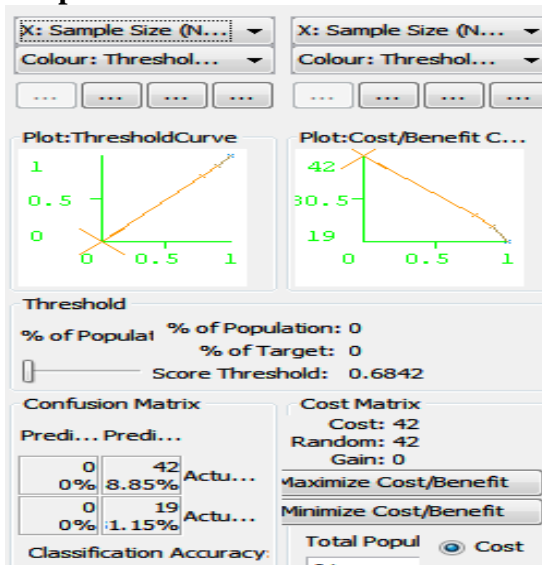 X: Sample Size (N... X: Sample Size (N...
Colour: Threshol... Colour: Threshol...
... ... ... ... ... ... ... ...
Plot:ThresholdCurve Plot:Cost/Benefit C...
1 42
0.5 30.5
0 19
0 0.5 1 0 0.5 1
Threshold
% of Populat % of Population: 0
% of Target: 0
Score Threshold: 0.6842
Confusion Matrix Cost Matrix
Cost: 42
Predi... Predi... Random: 42
Gain: 0
0 42
0% 8.85% Actu... Maximize Cost/Benefit
0 19 Minimize Cost/Benefit
0% 1.15% Actu...
Classification Accuracy: Total Popul Cost